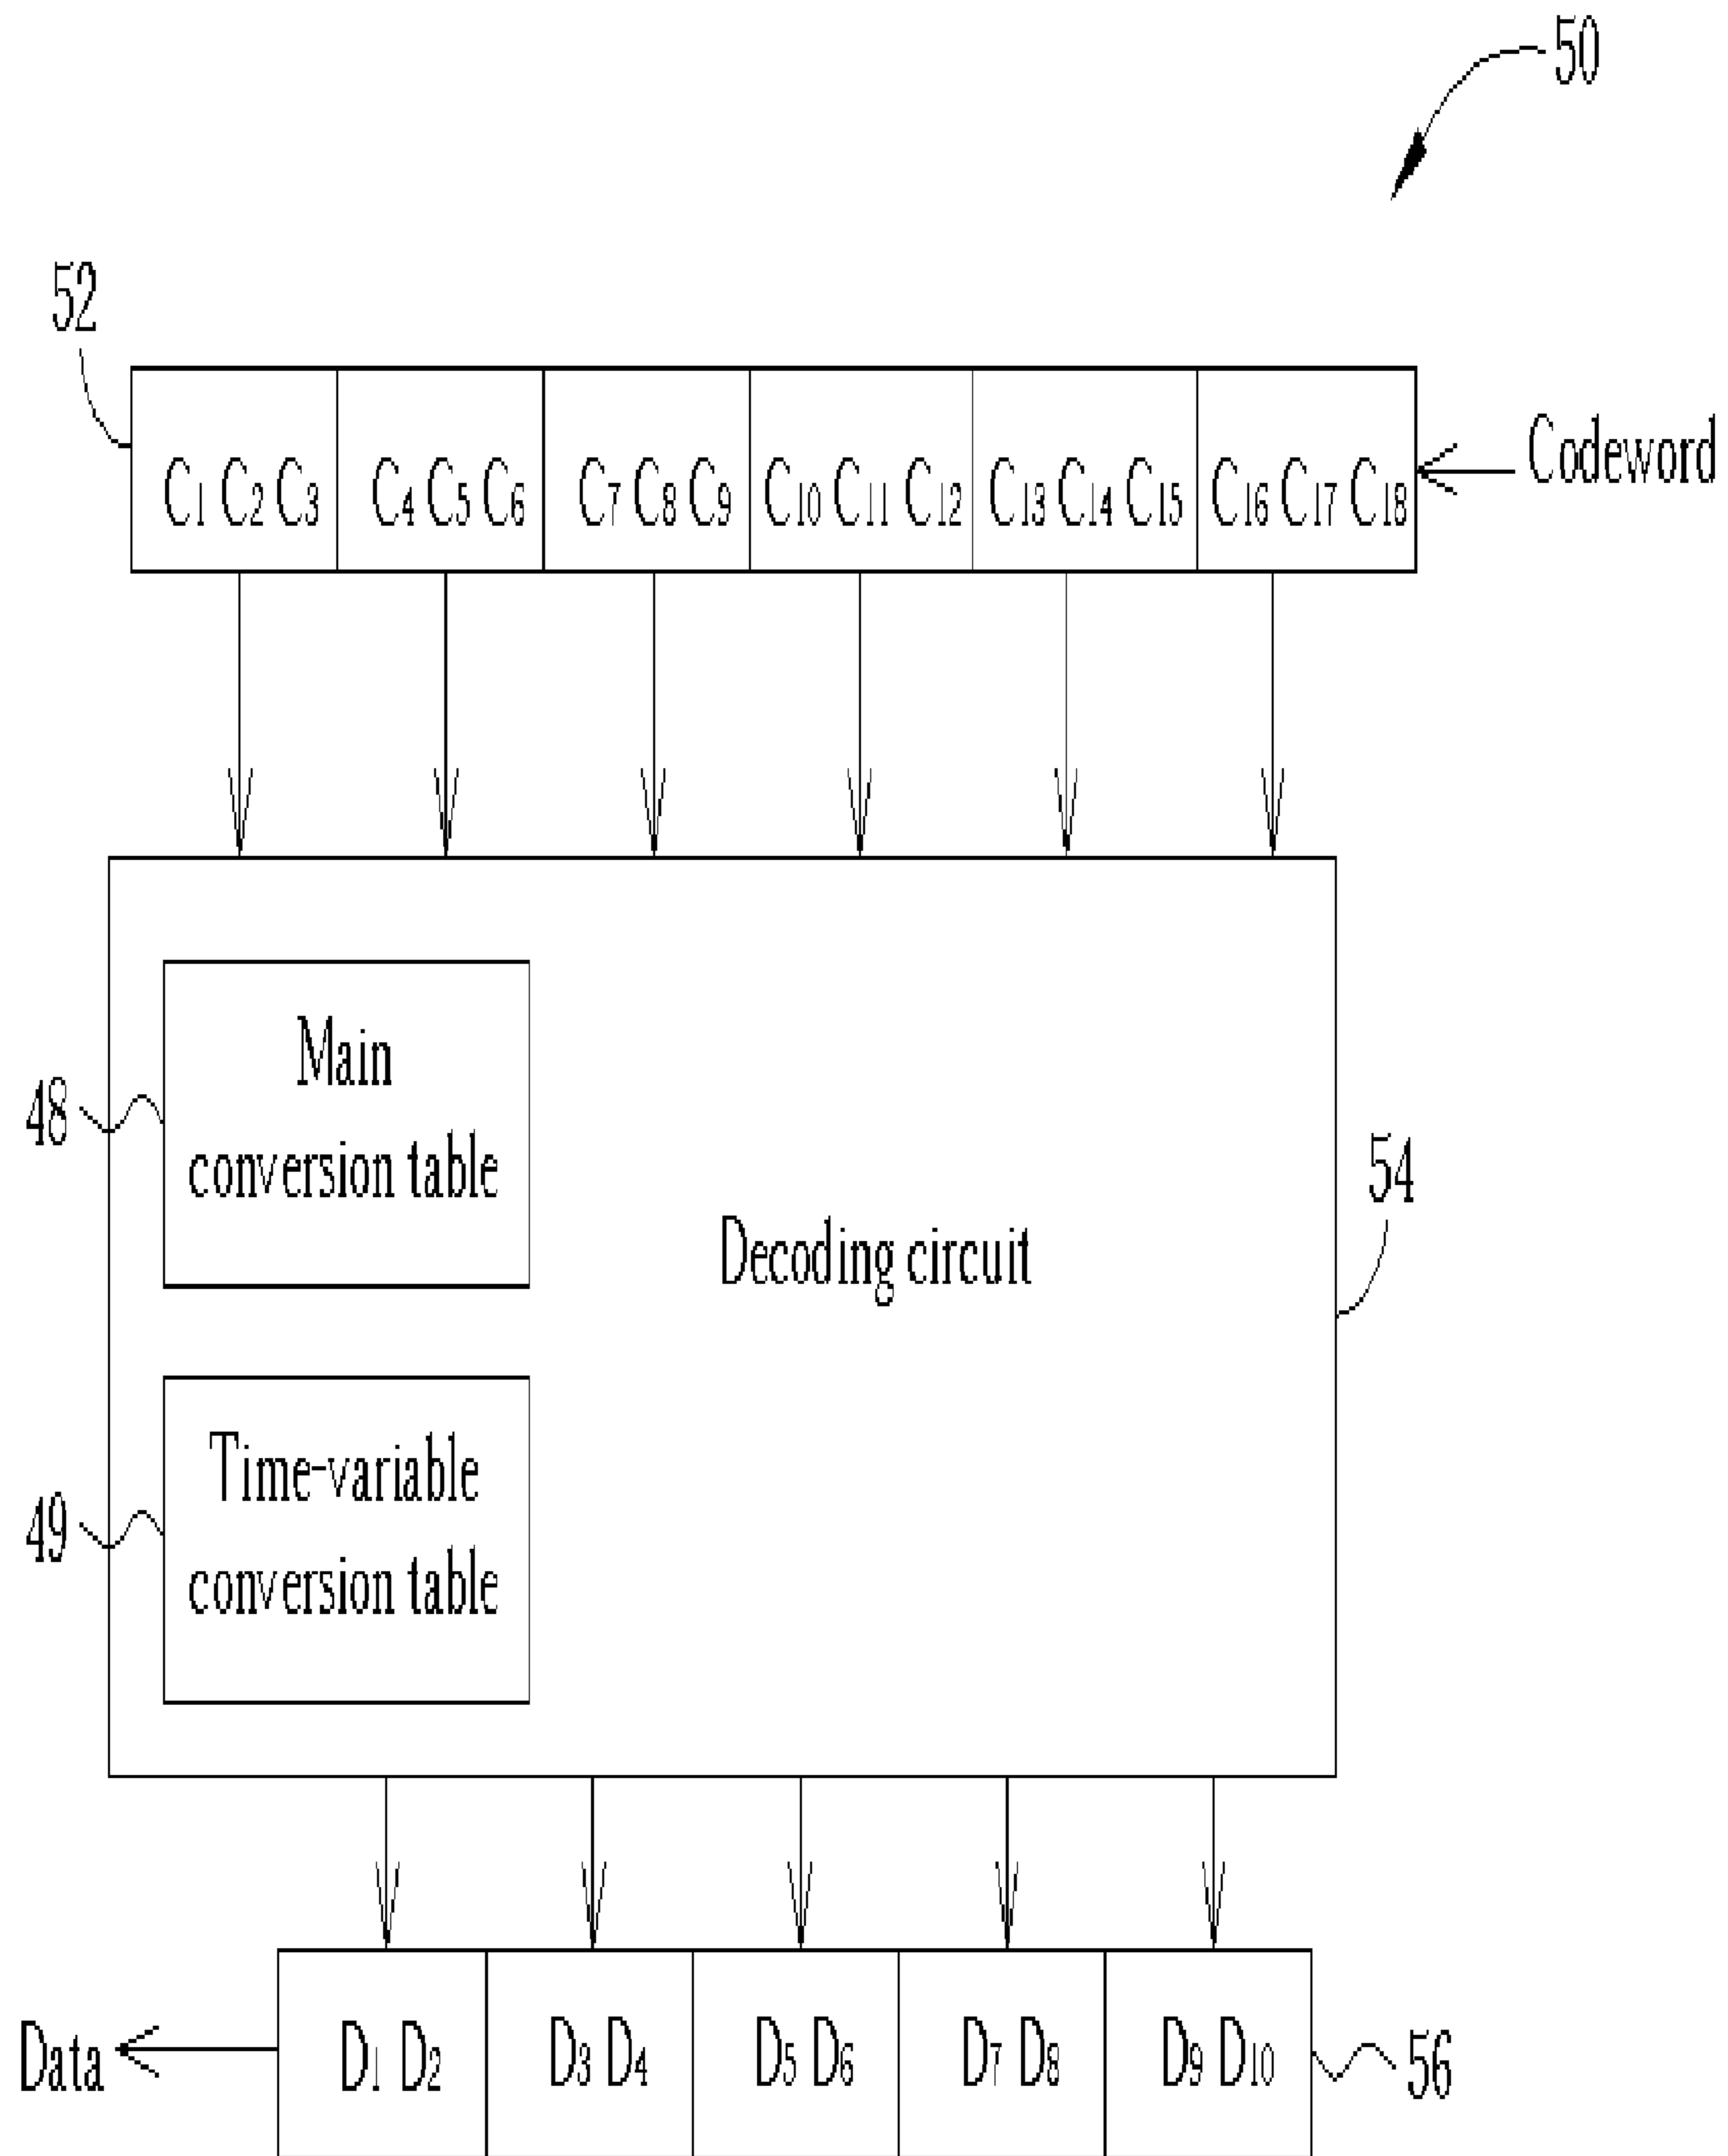 50
52
C1 C2 C3 C4 C5 C6 C7 C8 C9 C10 C11 C12 C13 C14 C15 C16 C17 C18
Codeword
Main
conversion table
48
54
Decoding circuit
Time-variable
conversion table
49
Data
D1 D2 D3 D4 D5 D6 D7 D8 D9 D10
56